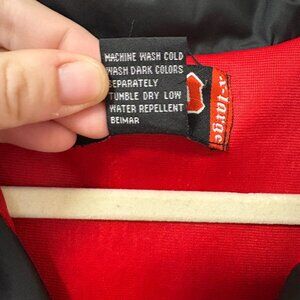 MACHINE WASH COLD
WASH DARK COLORS
SEPARATELY
TUMBLE DRY LOW
WATER REPELLENT
BEIMAR
x-large